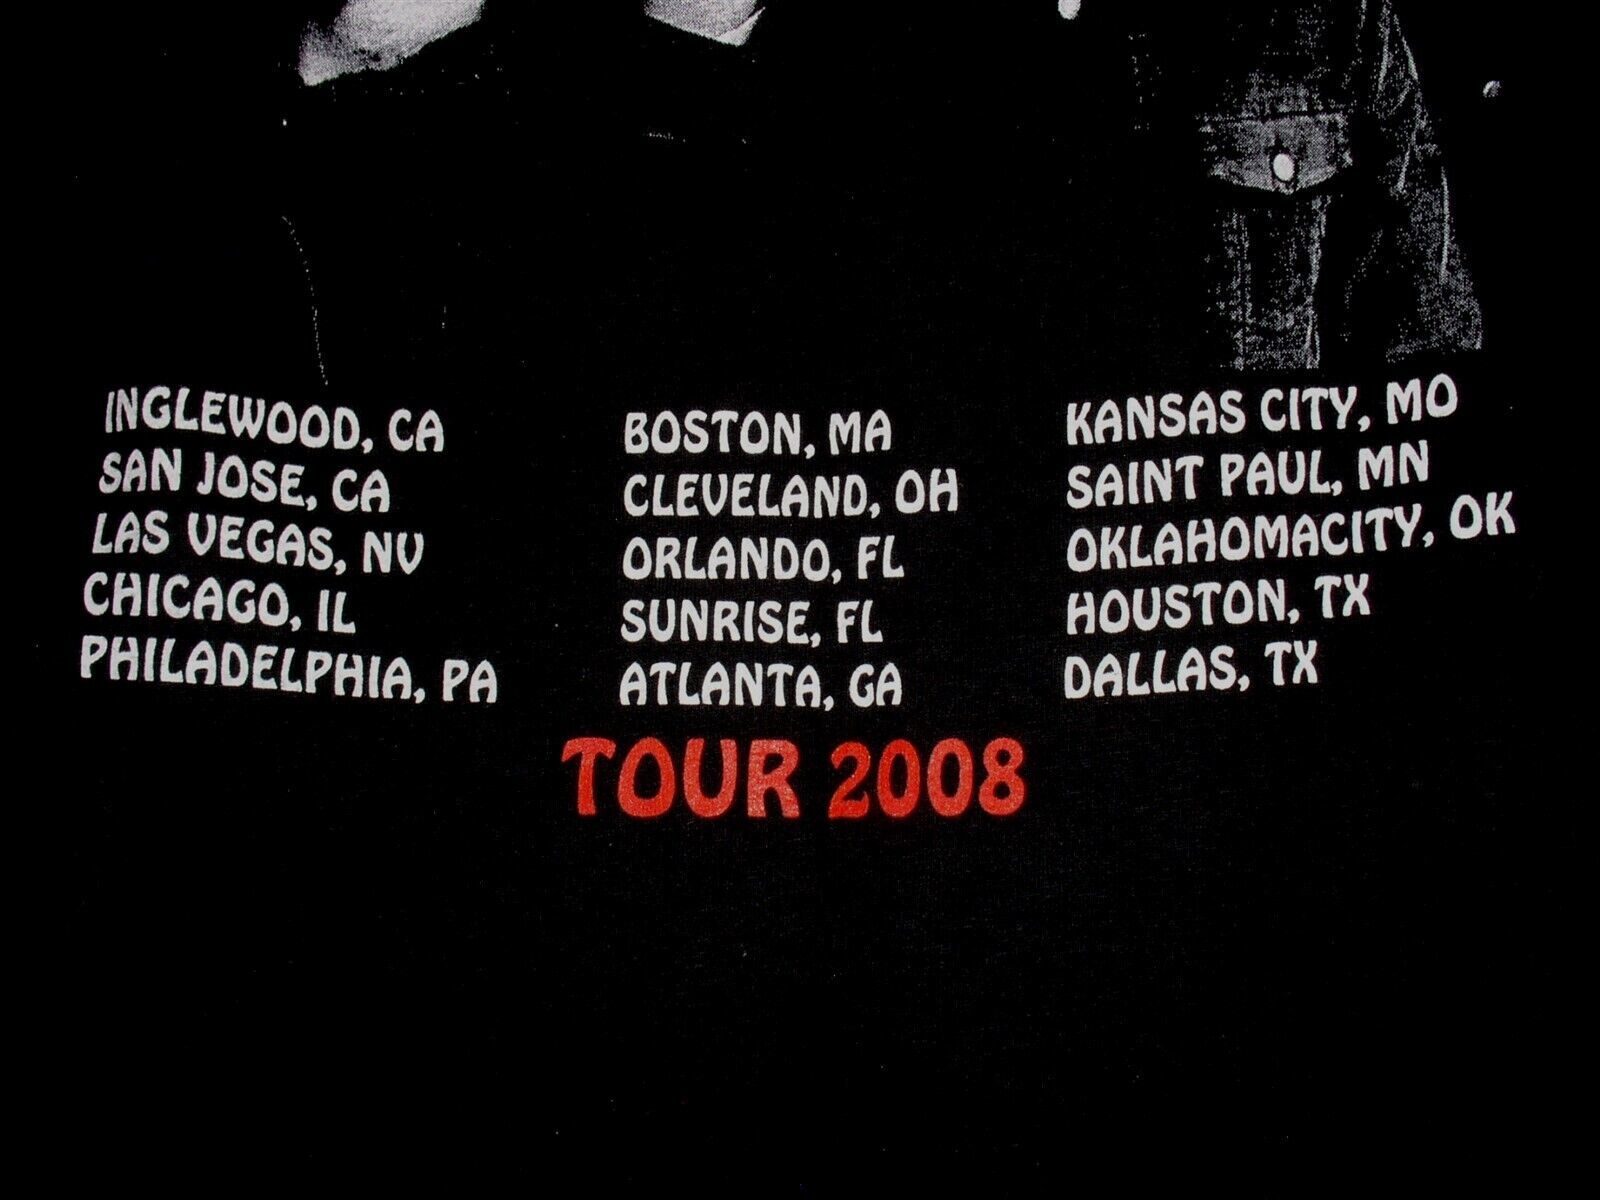 INGLEWOOD, CA
SAN JOSE, CA
LAS VEGAS, NV
CHICAGO, IL
PHILADELPHIA, PA
BOSTON, MA
CLEVELAND, OH
ORLANDO, FL
SUNRISE, FL
ATLANTA, GA
KANSAS CITY, MO
SAINT PAUL, MN
OKLAHOMACITY, OK
HOUSTON, TX
DALLAS, TX
TOUR 2008